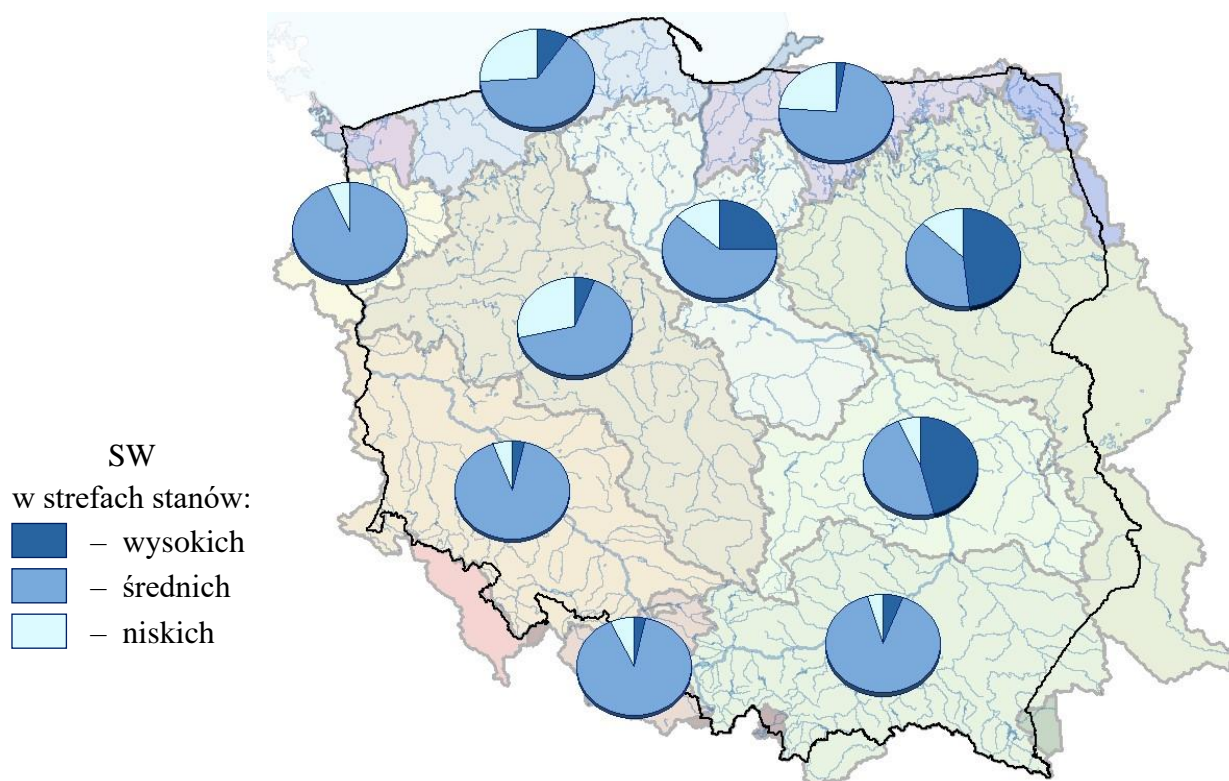 SW
w strefach stanów:
– wysokich
– średnich
– niskich